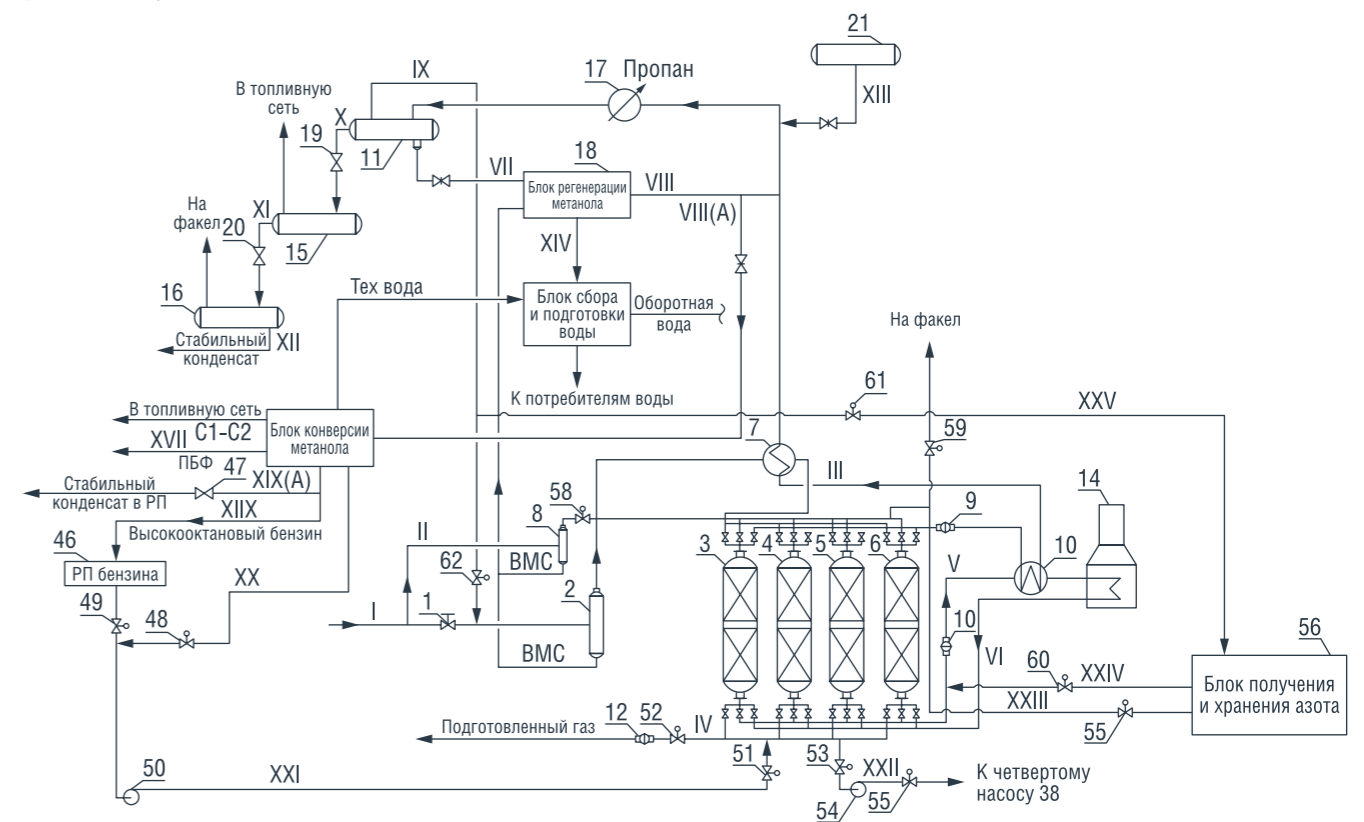 21
XIII
17 Пропан
IX
В топливную
сеть
X
19
11
VII
18
Блок регенерации
метанола
VIII
VIII(А)
На
факел
XI
20
15
XIV
16
Тех вода
Блок сбора
и подготовки
воды
Оборотная
вода
Стабильный
конденсат
XII
К потребителям воды
На факел
61
XXV
59
В топливную сеть
С1-С2
XVII
ПБФ
Блок конверсии
метанола
7
III
14
47
XIX(А)
Стабильный
конденсат в РП
XIIX
Высокооктановый бензин
58
8
II
ВМС
9
3
4
5
6
10
V
46
РП бензина
XX
62
2
1
I
49
48
10
56
ВМС
VI
60
XXIV
XXIII
55
Блок получения
и хранения азота
Подготовленный газ
12
52
IV
51
53
50
XXI
XXII
54
55
К четвертому
насосу 38